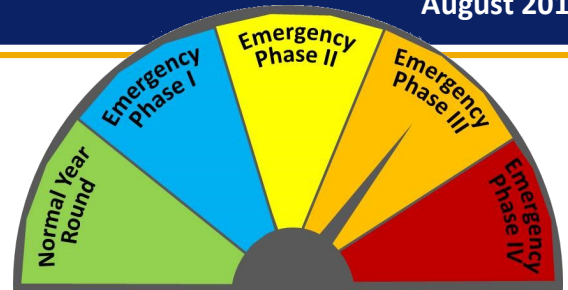 August 201
Normal Year
Round
Emergency
Phase I
Emergency
Phase II
Emergency
Phase III
Emergency
Phase IV